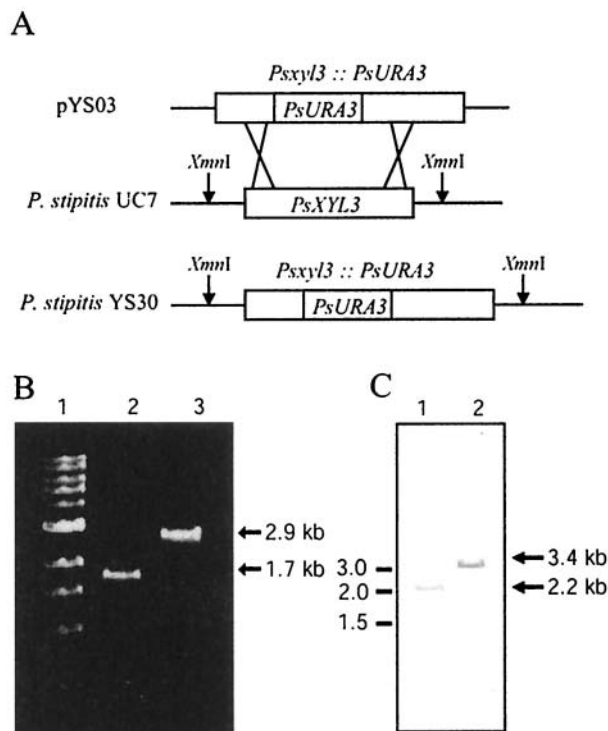 A
Psxyl3 :: PsURA3
pYS03
PsURA3
XmnI
XmnI
P. stipitis UC7
PsXYL3
XmnI
Psxyl3 :: PsURA3
XmnI
P. stipitis YS30
PsURA3
B
1 2 3
2.9 kb
1.7 kb
C
1 2
3.0
2.0
1.5
3.4 kb
2.2 kb